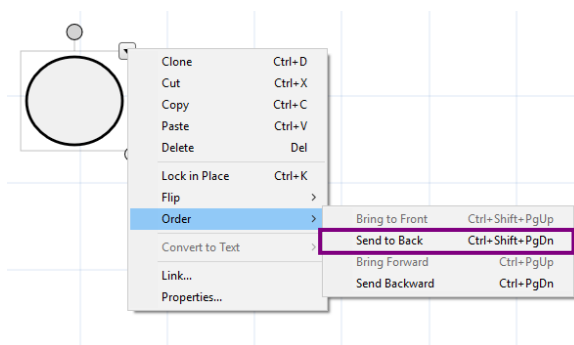 Clone Ctrl+D
Cut Ctrl+X
Copy Ctrl+C
Paste Ctrl+V
Delete Del
Lock in Place Ctrl+K
Flip
Order
Convert to Text
Link...
Properties...
Bring to Front Ctrl+Shift+PgUp
Send to Back Ctrl+Shift+PgDn
Bring Forward Ctrl+PgUp
Send Backward Ctrl+PgDn